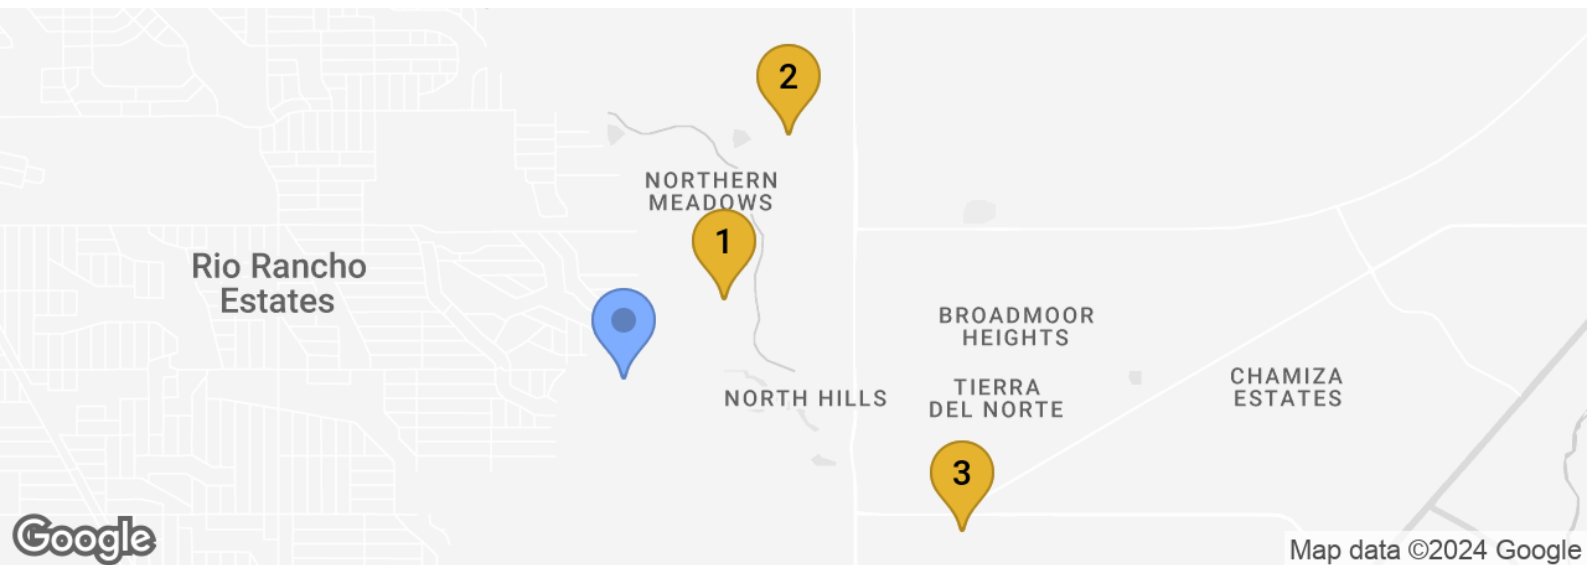 2
NORTHERN
MEADOWS
1
Rio Rancho
Estates
BROADMOOR
HEIGHTS
CHAMIZA
ESTATES
TIERRA
DEL NORTE
NORTH HILLS
3
Google
Map data ©2024 Google